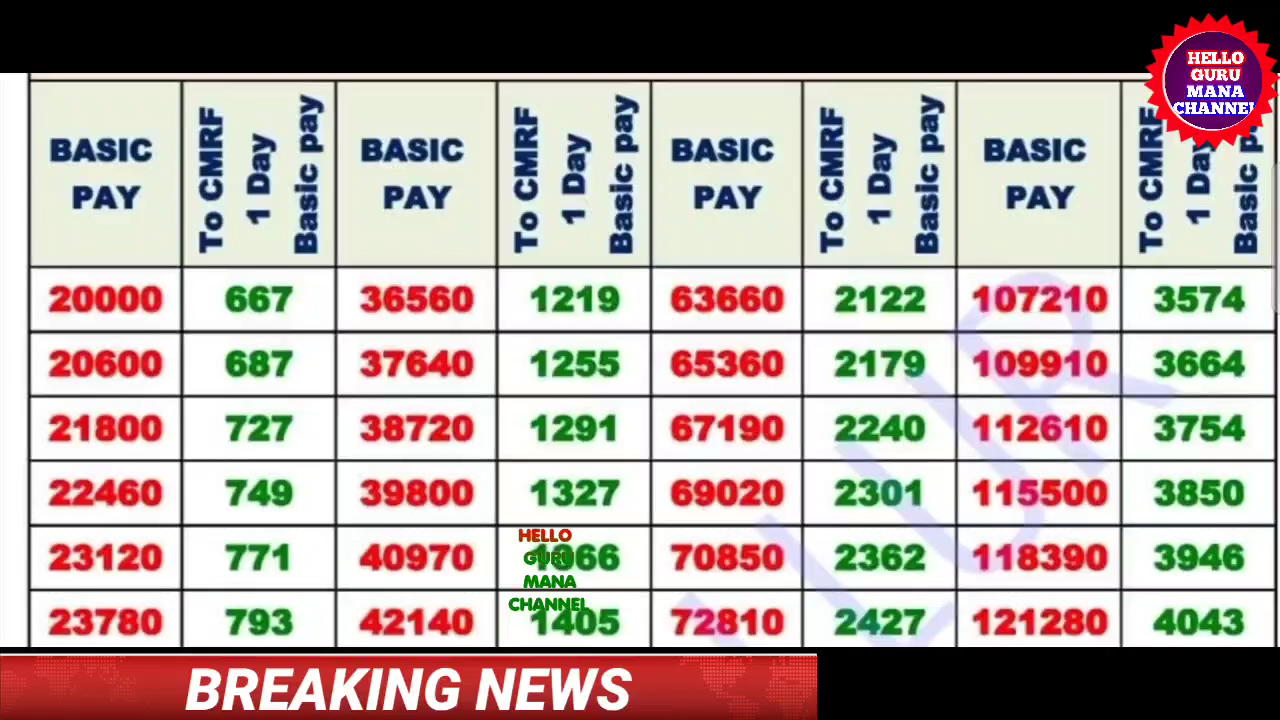 HELLO
GURU
MANA
CHANNEL
BASIC PAY To CMRF 1 Day Basic pay BASIC PAY To CMRF 1 Day Basic pay BASIC PAY To CMRF 1 Day Basic pay BASIC PAY To CMRF 1 Day Basic
20000 667 36560 1219 63660 2122 107210 3574
20600 687 37640 1255 65360 2179 109910 3664
21800 727 38720 1291 67190 2240 112610 3754
22460 749 39800 1327 69020 2301 115500 3850
23120 771 40970 1366 70850 2362 118390 3946
23780 793 42140 1405 72810 2427 121280 4043
HELLO
GURU
MANA
CHANNEL
BREAKING NEWS